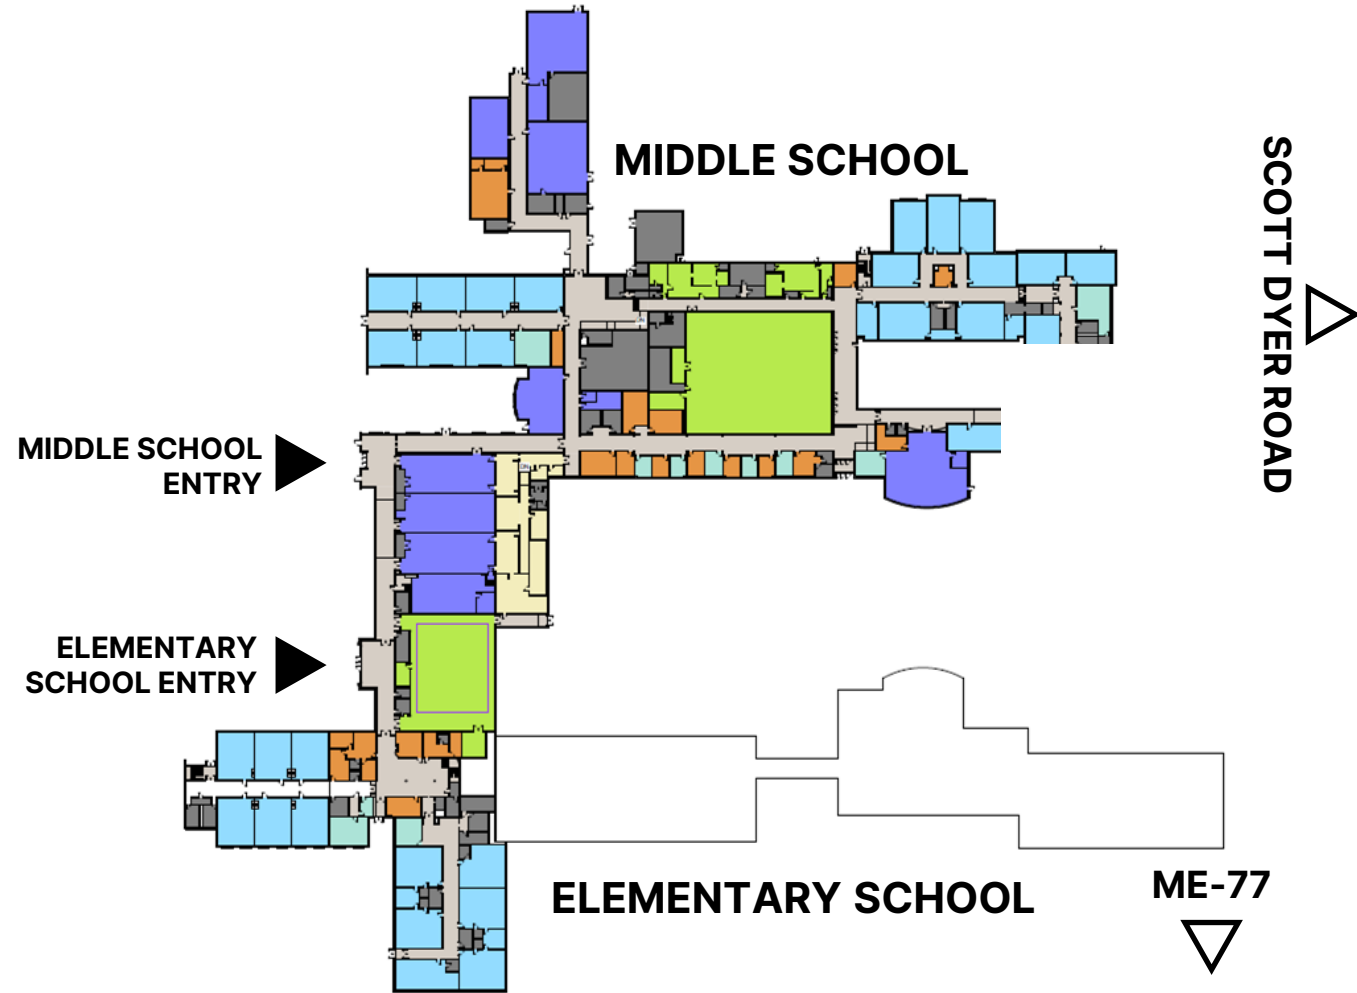 MIDDLE SCHOOL
SCOTT DYER ROAD
MIDDLE SCHOOL
ENTRY
ELEMENTARY
SCHOOL ENTRY
ELEMENTARY SCHOOL
ME-77